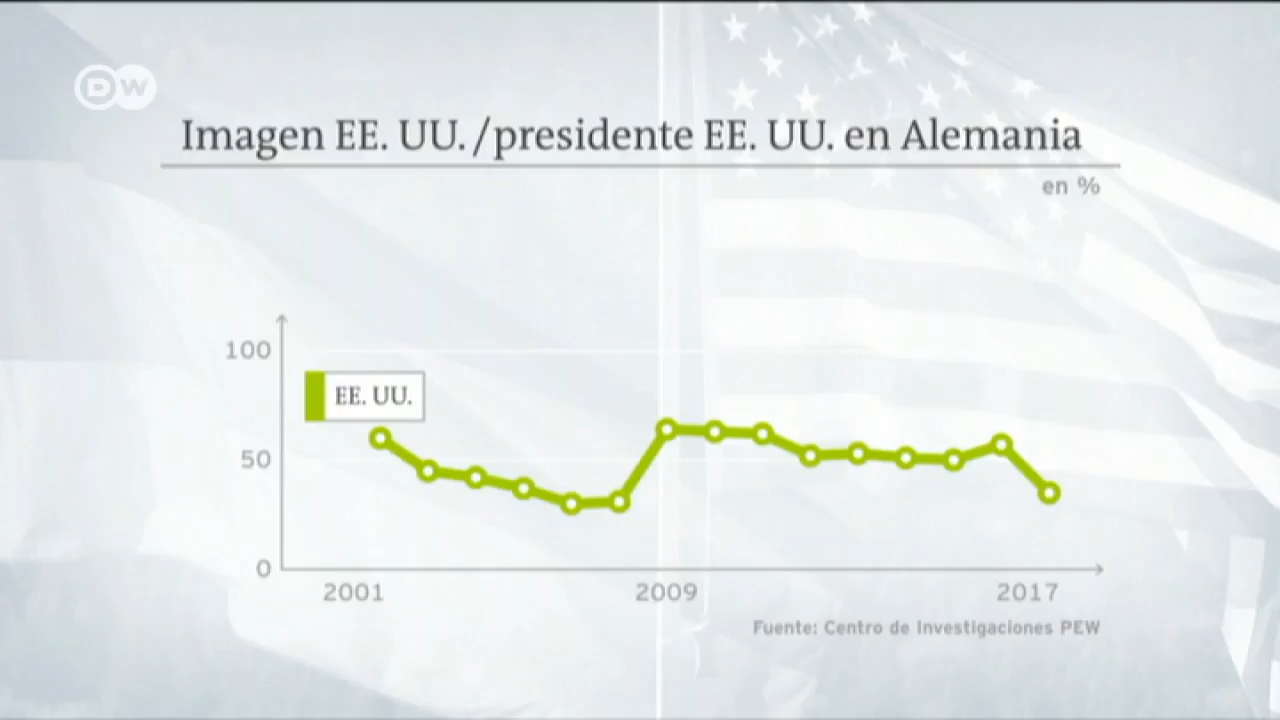 DW
Imagen EE. UU./presidente EE. UU. en Alemania
en %
100
EE. UU.
50
0
2001 2009 2017
Fuente: Centro de Investigaciones PEW